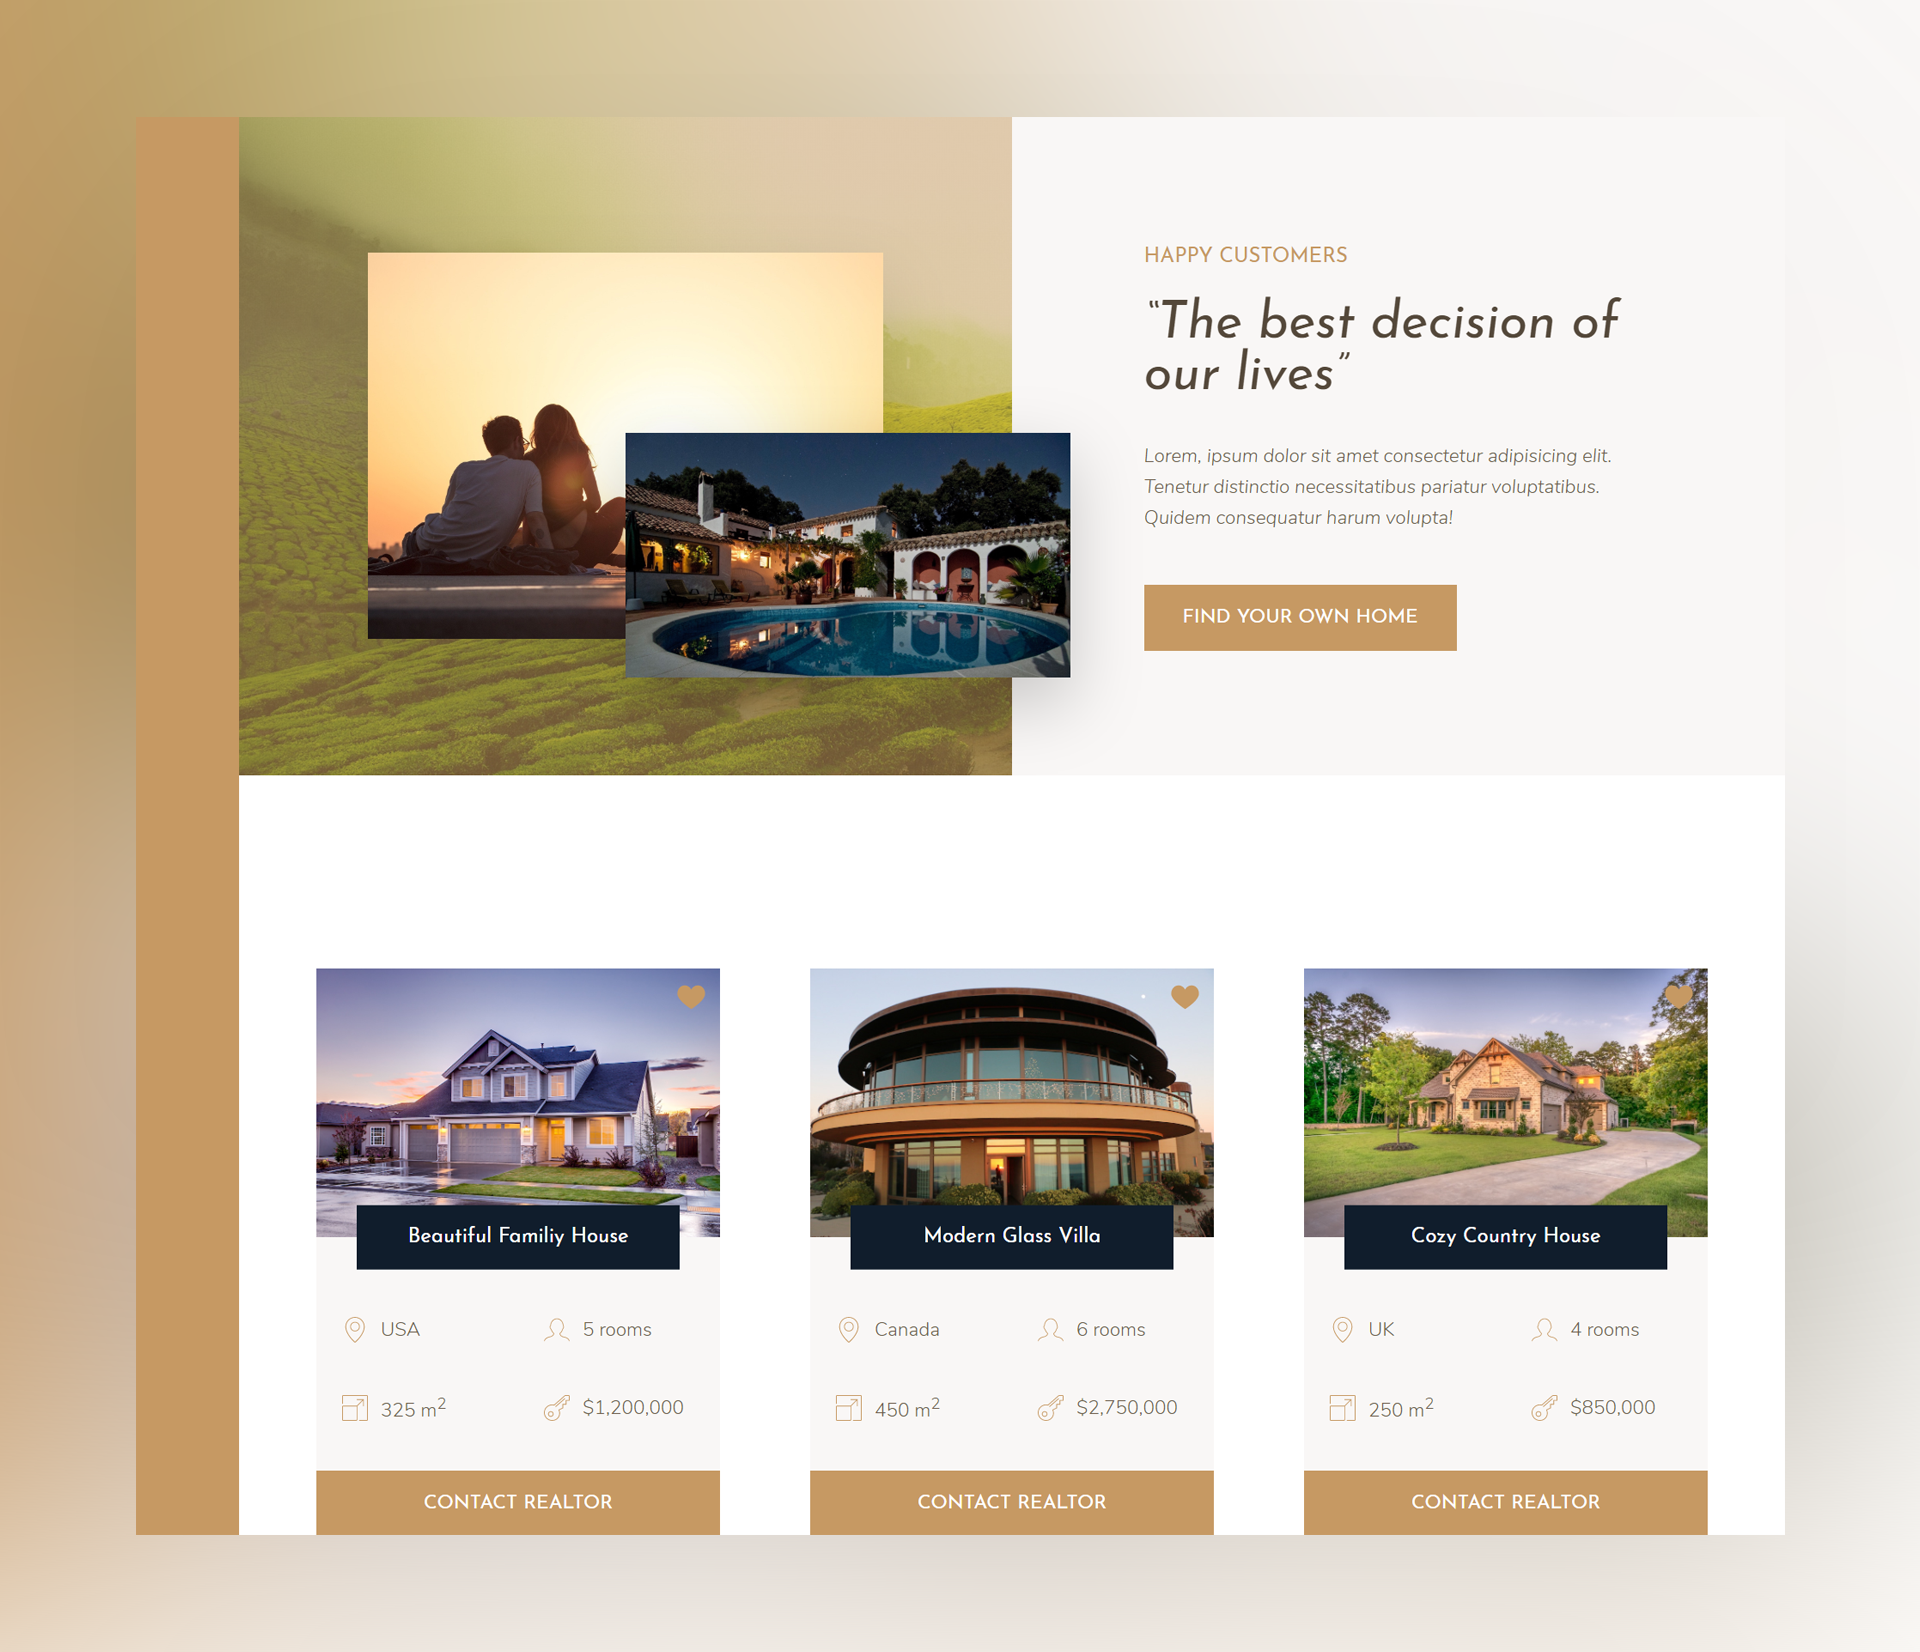 HAPPY CUSTOMERS
“The best decision of
our lives”
Lorem, ipsum dolor sit amet consectetur adipisicing elit.
Tenetur distinctio necessitatibus pariatur voluptatibus.
Quidem consequatur harum volupta!
FIND YOUR OWN HOME
Beautiful Familiy House
USA
5 rooms
325 m²
$1,200,000
CONTACT REALTOR
Modern Glass Villa
Canada
6 rooms
450 m²
$2,750,000
CONTACT REALTOR
Cozy Country House
UK
4 rooms
250 m²
$850,000
CONTACT REALTOR